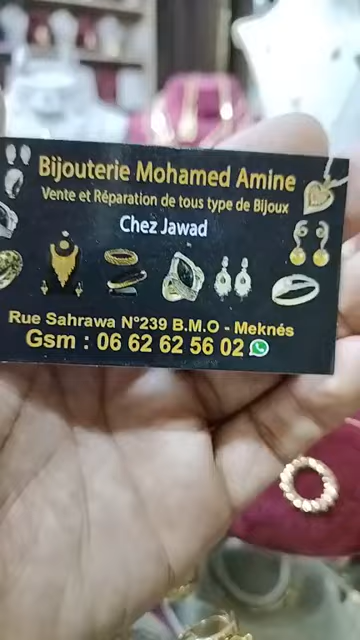 Bijouterie Mohamed Amine
Vente et Réparation de tous type de Bijoux
Chez Jawad
Rue Sahrawa N°239 B.M.O - Meknés
Gsm : 06 62 62 56 02